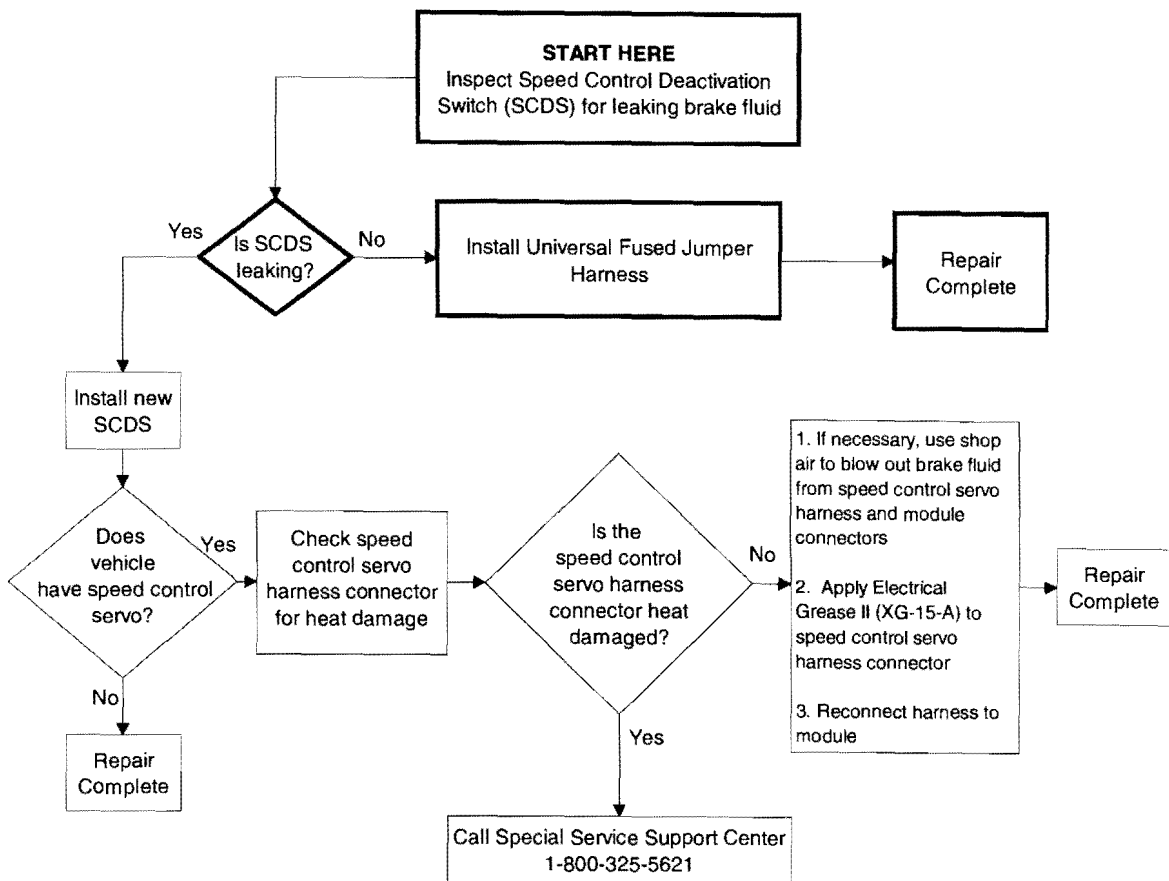 START HERE
Inspect Speed Control Deactivation
Switch (SCDS) for leaking brake fluid
Yes
Is SCDS
leaking?
No
Install Universal Fused Jumper
Harness
Repair
Complete
Install new
SCDS
Does
vehicle
have speed control
servo?
Yes
Check speed
control servo
harness connector
for heat damage
Is the
speed control
servo harness
connector heat
damaged?
No
1. If necessary, use shop
air to blow out brake fluid
from speed control servo
harness and module
connectors
2. Apply Electrical
Grease II (XG-15-A) to
speed control servo
harness connector
3. Reconnect harness to
module
Repair
Complete
No
Repair
Complete
Yes
Call Special Service Support Center
1-800-325-5621